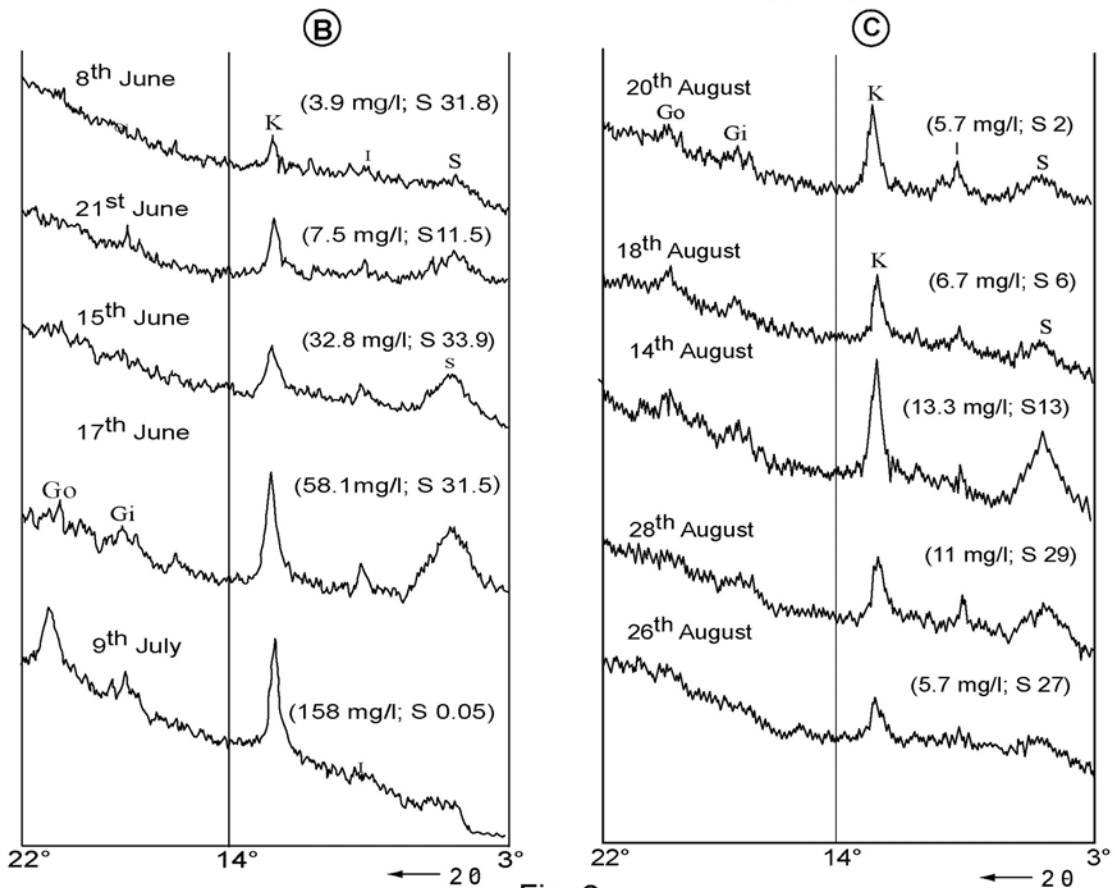 B
8th June
(3.9 mg/l; S 31.8)
Gi
K
I
S
21st June
(7.5 mg/l; S11.5)
15th June
(32.8 mg/l; S 33.9)
S
17th June
(58.1mg/l; S 31.5)
Go
Gi
9th July
(158 mg/l; S 0.05)
I
22° 14° 3°
← 2θ
C
20th August
K
Go
Gi
(5.7 mg/l; S 2)
I
S
18th August
K
(6.7 mg/l; S 6)
S
14th August
(13.3 mg/l; S13)
28th August
(11 mg/l; S 29)
26th August
(5.7 mg/l; S 27)
22° 14° 3°
← 2θ